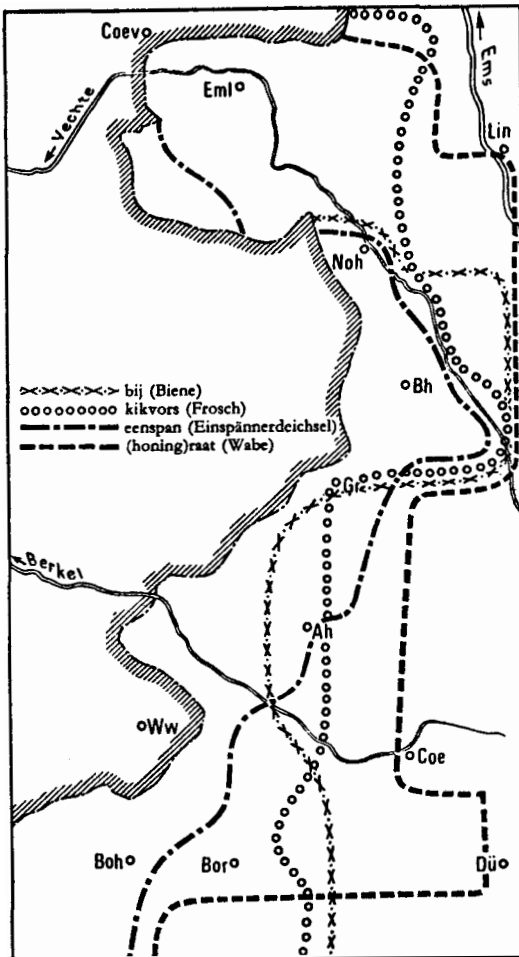 Coev
Eml
Vechte
Ems
Lin
Noh
bij (Biene)
kikvors (Frosch)
eenspan (Einspännerdeichsel)
(honing)raat (Wabe)
Bh
Gr
Berkel
Ah
Ww
Coe
Boh
Bor
Dü